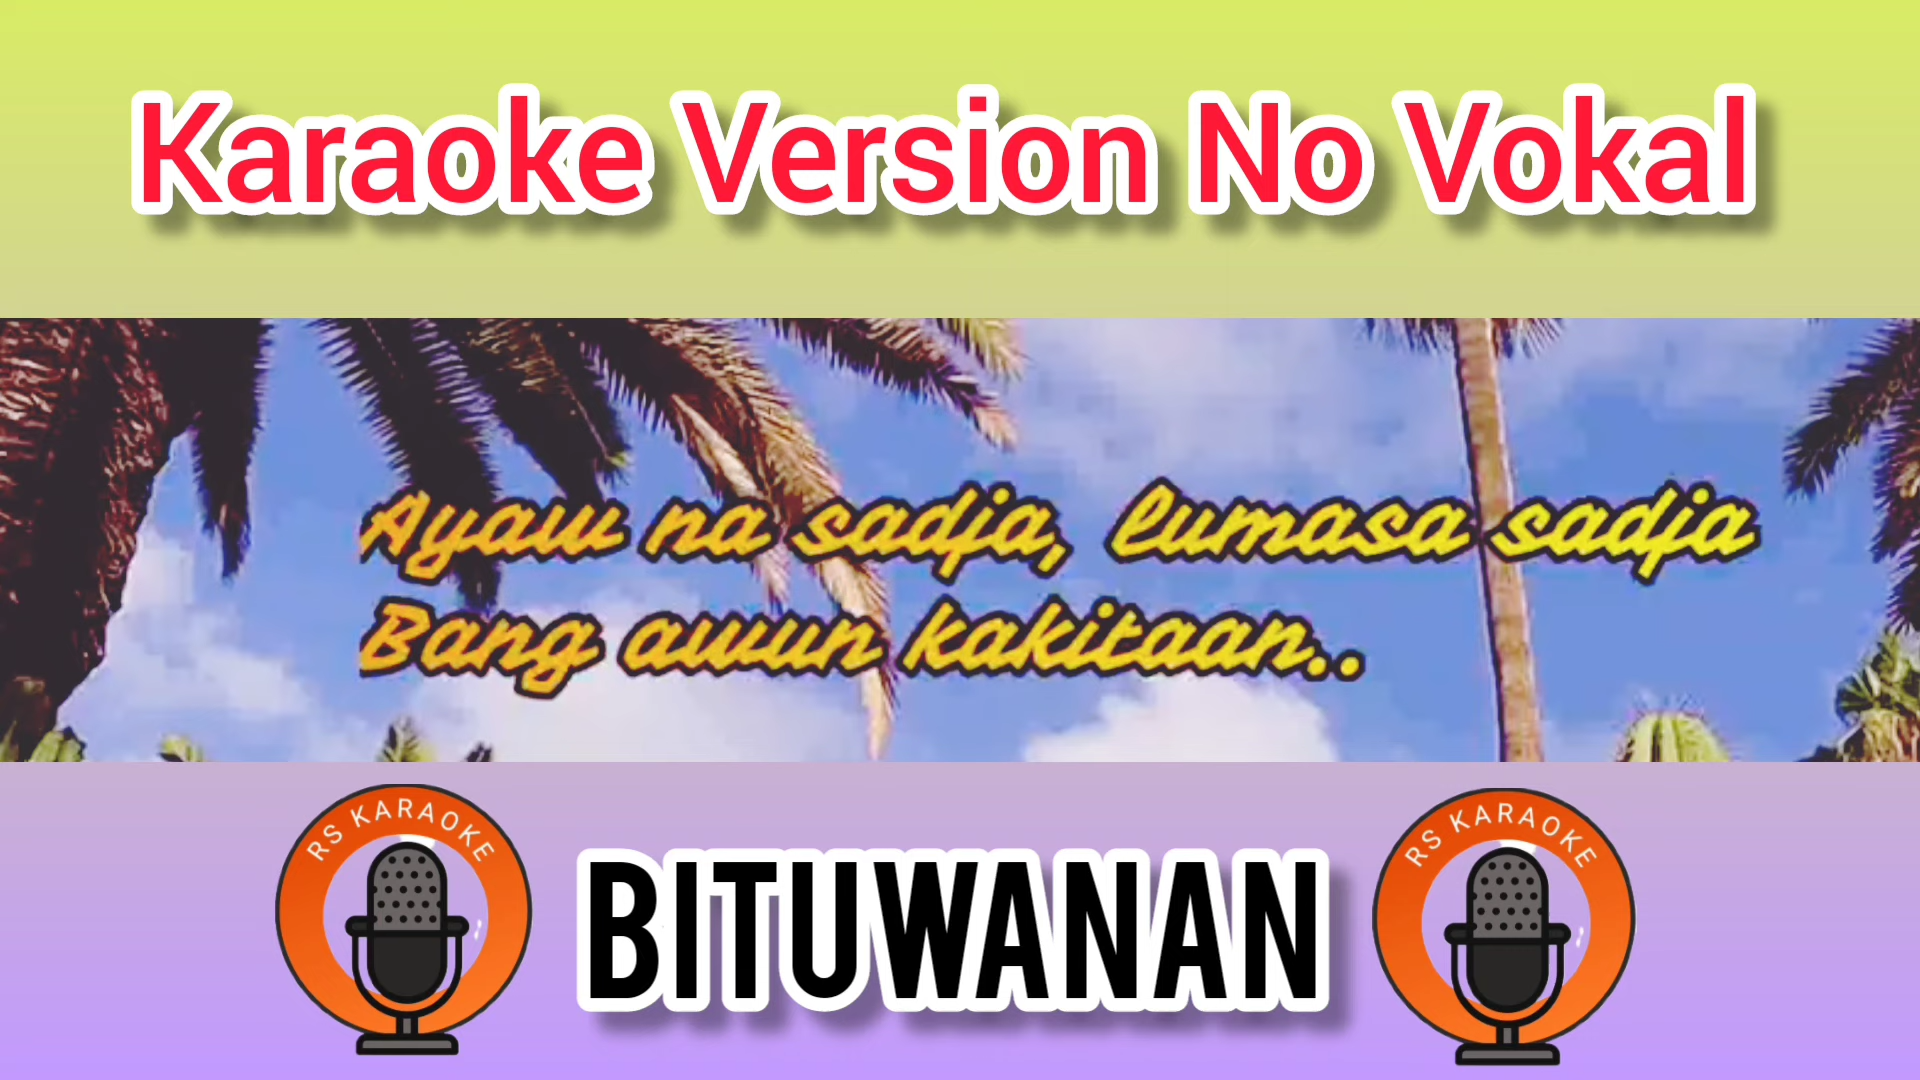 Karaoke Version No Vokal
Ayaw na sadja, lumasa sadja
Bang awun kakitaan..
RS KARAOKE
BITUWANAN
RS KARAOKE